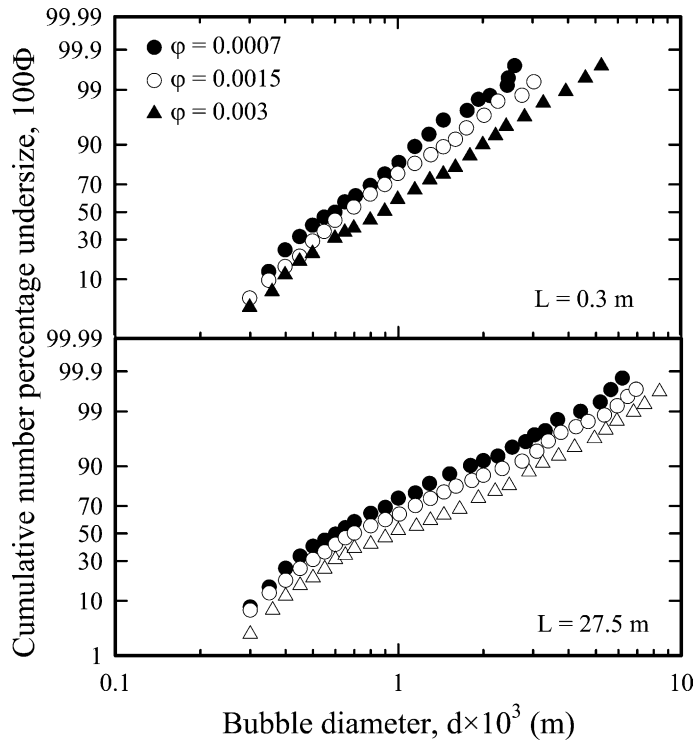 Cumulative number percentage undersize, 100Φ
99.99
99.9
99
90
70
50
30
10
φ = 0.0007
φ = 0.0015
φ = 0.003
L = 0.3 m
99.99
99.9
99
90
70
50
30
10
1
L = 27.5 m
0.1
1
10
Bubble diameter, d×10³ (m)